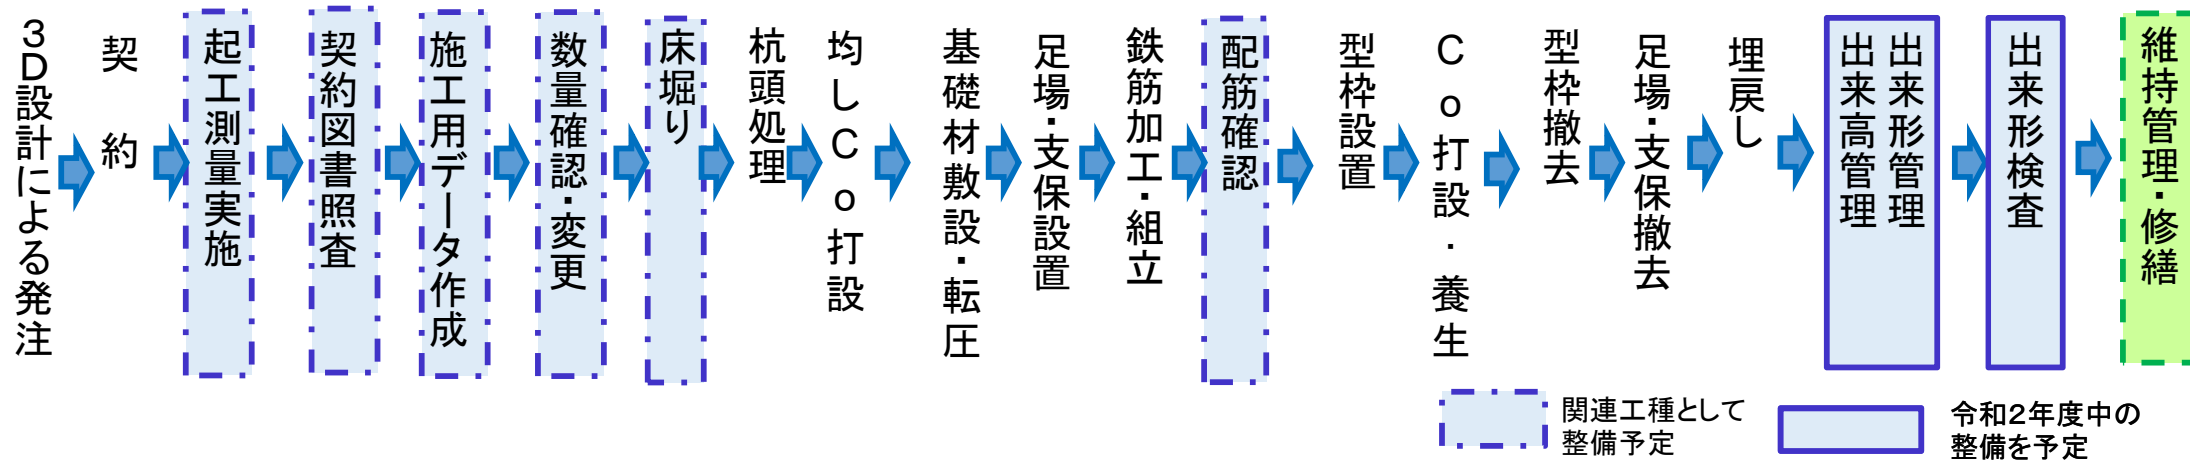 ３Ｄ設計による発注
契約
起工測量実施
契約図書照査
施工用データ作成
数量確認・変更
床堀り
杭頭処理
均しＣｏ打設
基礎材敷設・転圧
足場・支保設置
鉄筋加工・組立
配筋確認
型枠設置
Ｃｏ打設・養生
型枠撤去
足場・支保撤去
埋戻し
出来形管理
出来高管理
出来形検査
維持管理・修繕
関連工種として
整備予定
令和２年度中の
整備を予定